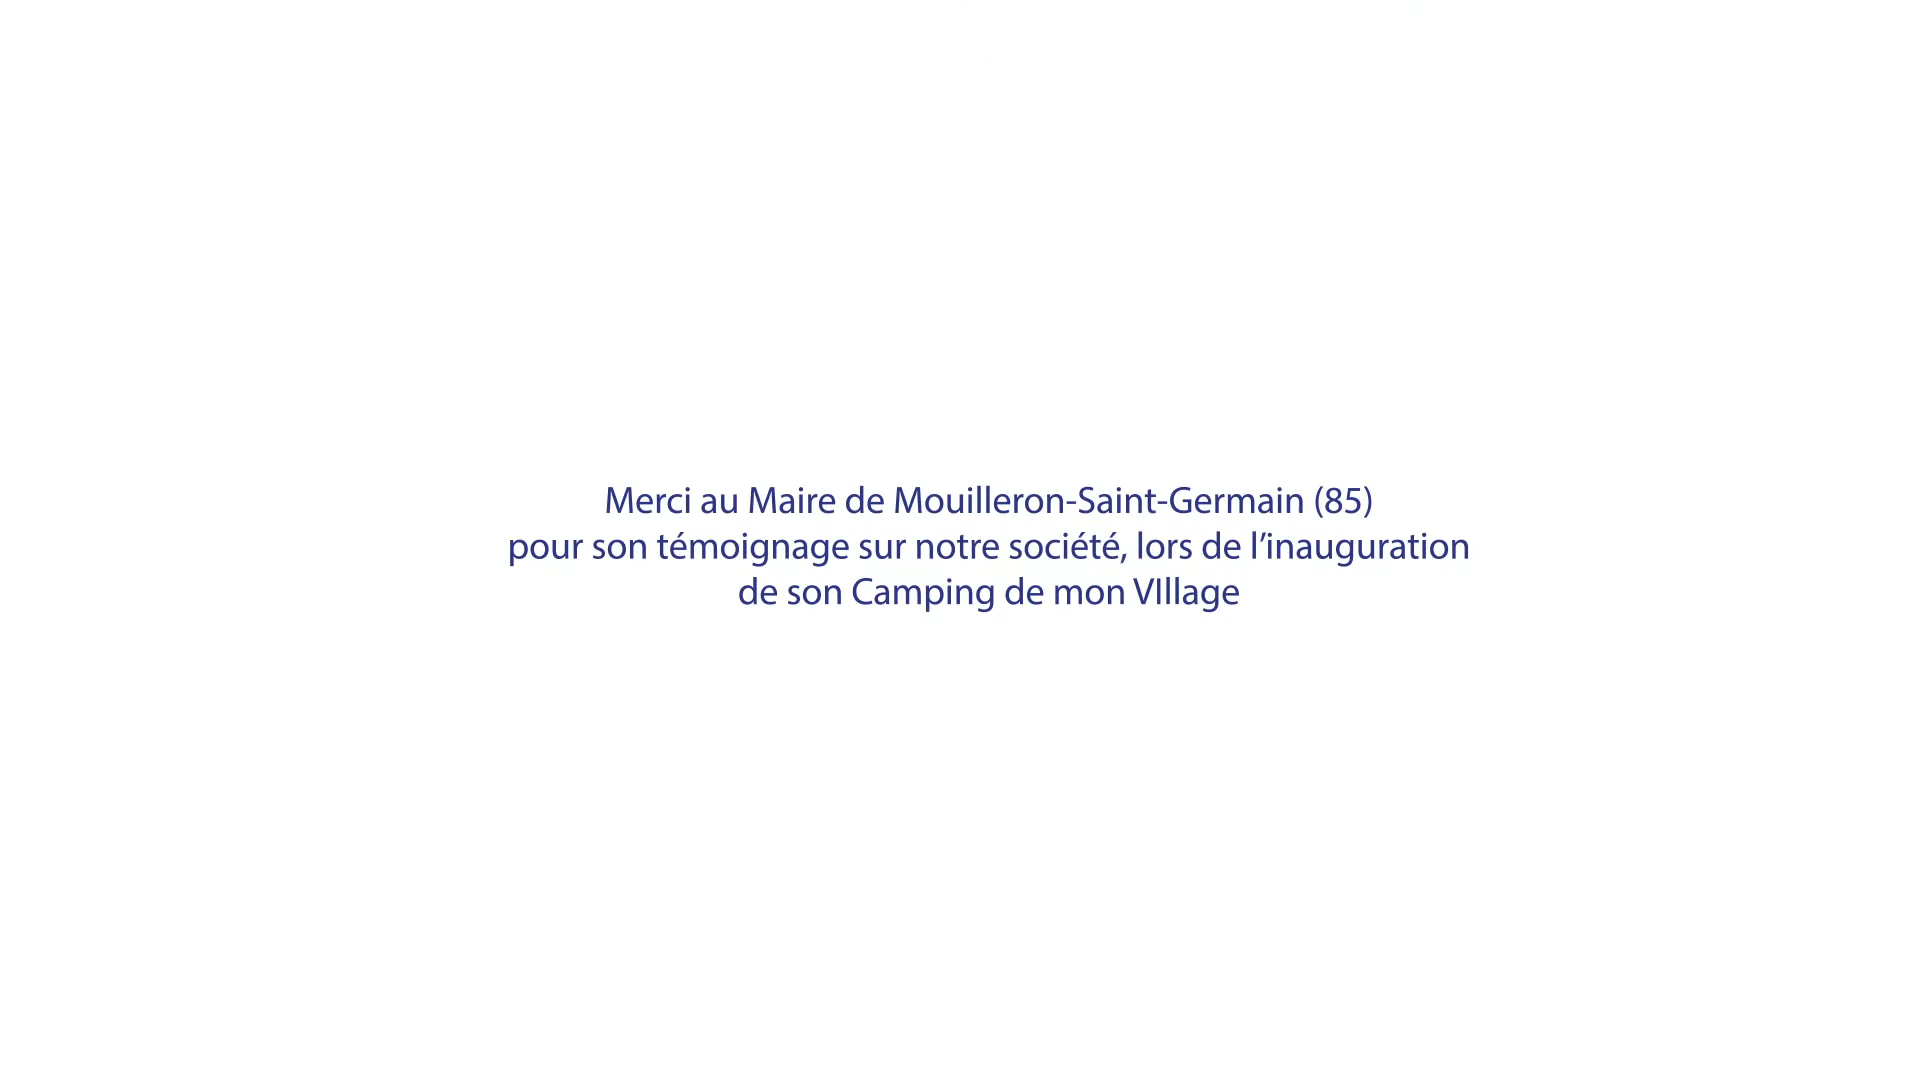 Merci au Maire de Mouilleron-Saint-Germain (85)
pour son témoignage sur notre société, lors de l’inauguration
de son Camping de mon VIllage